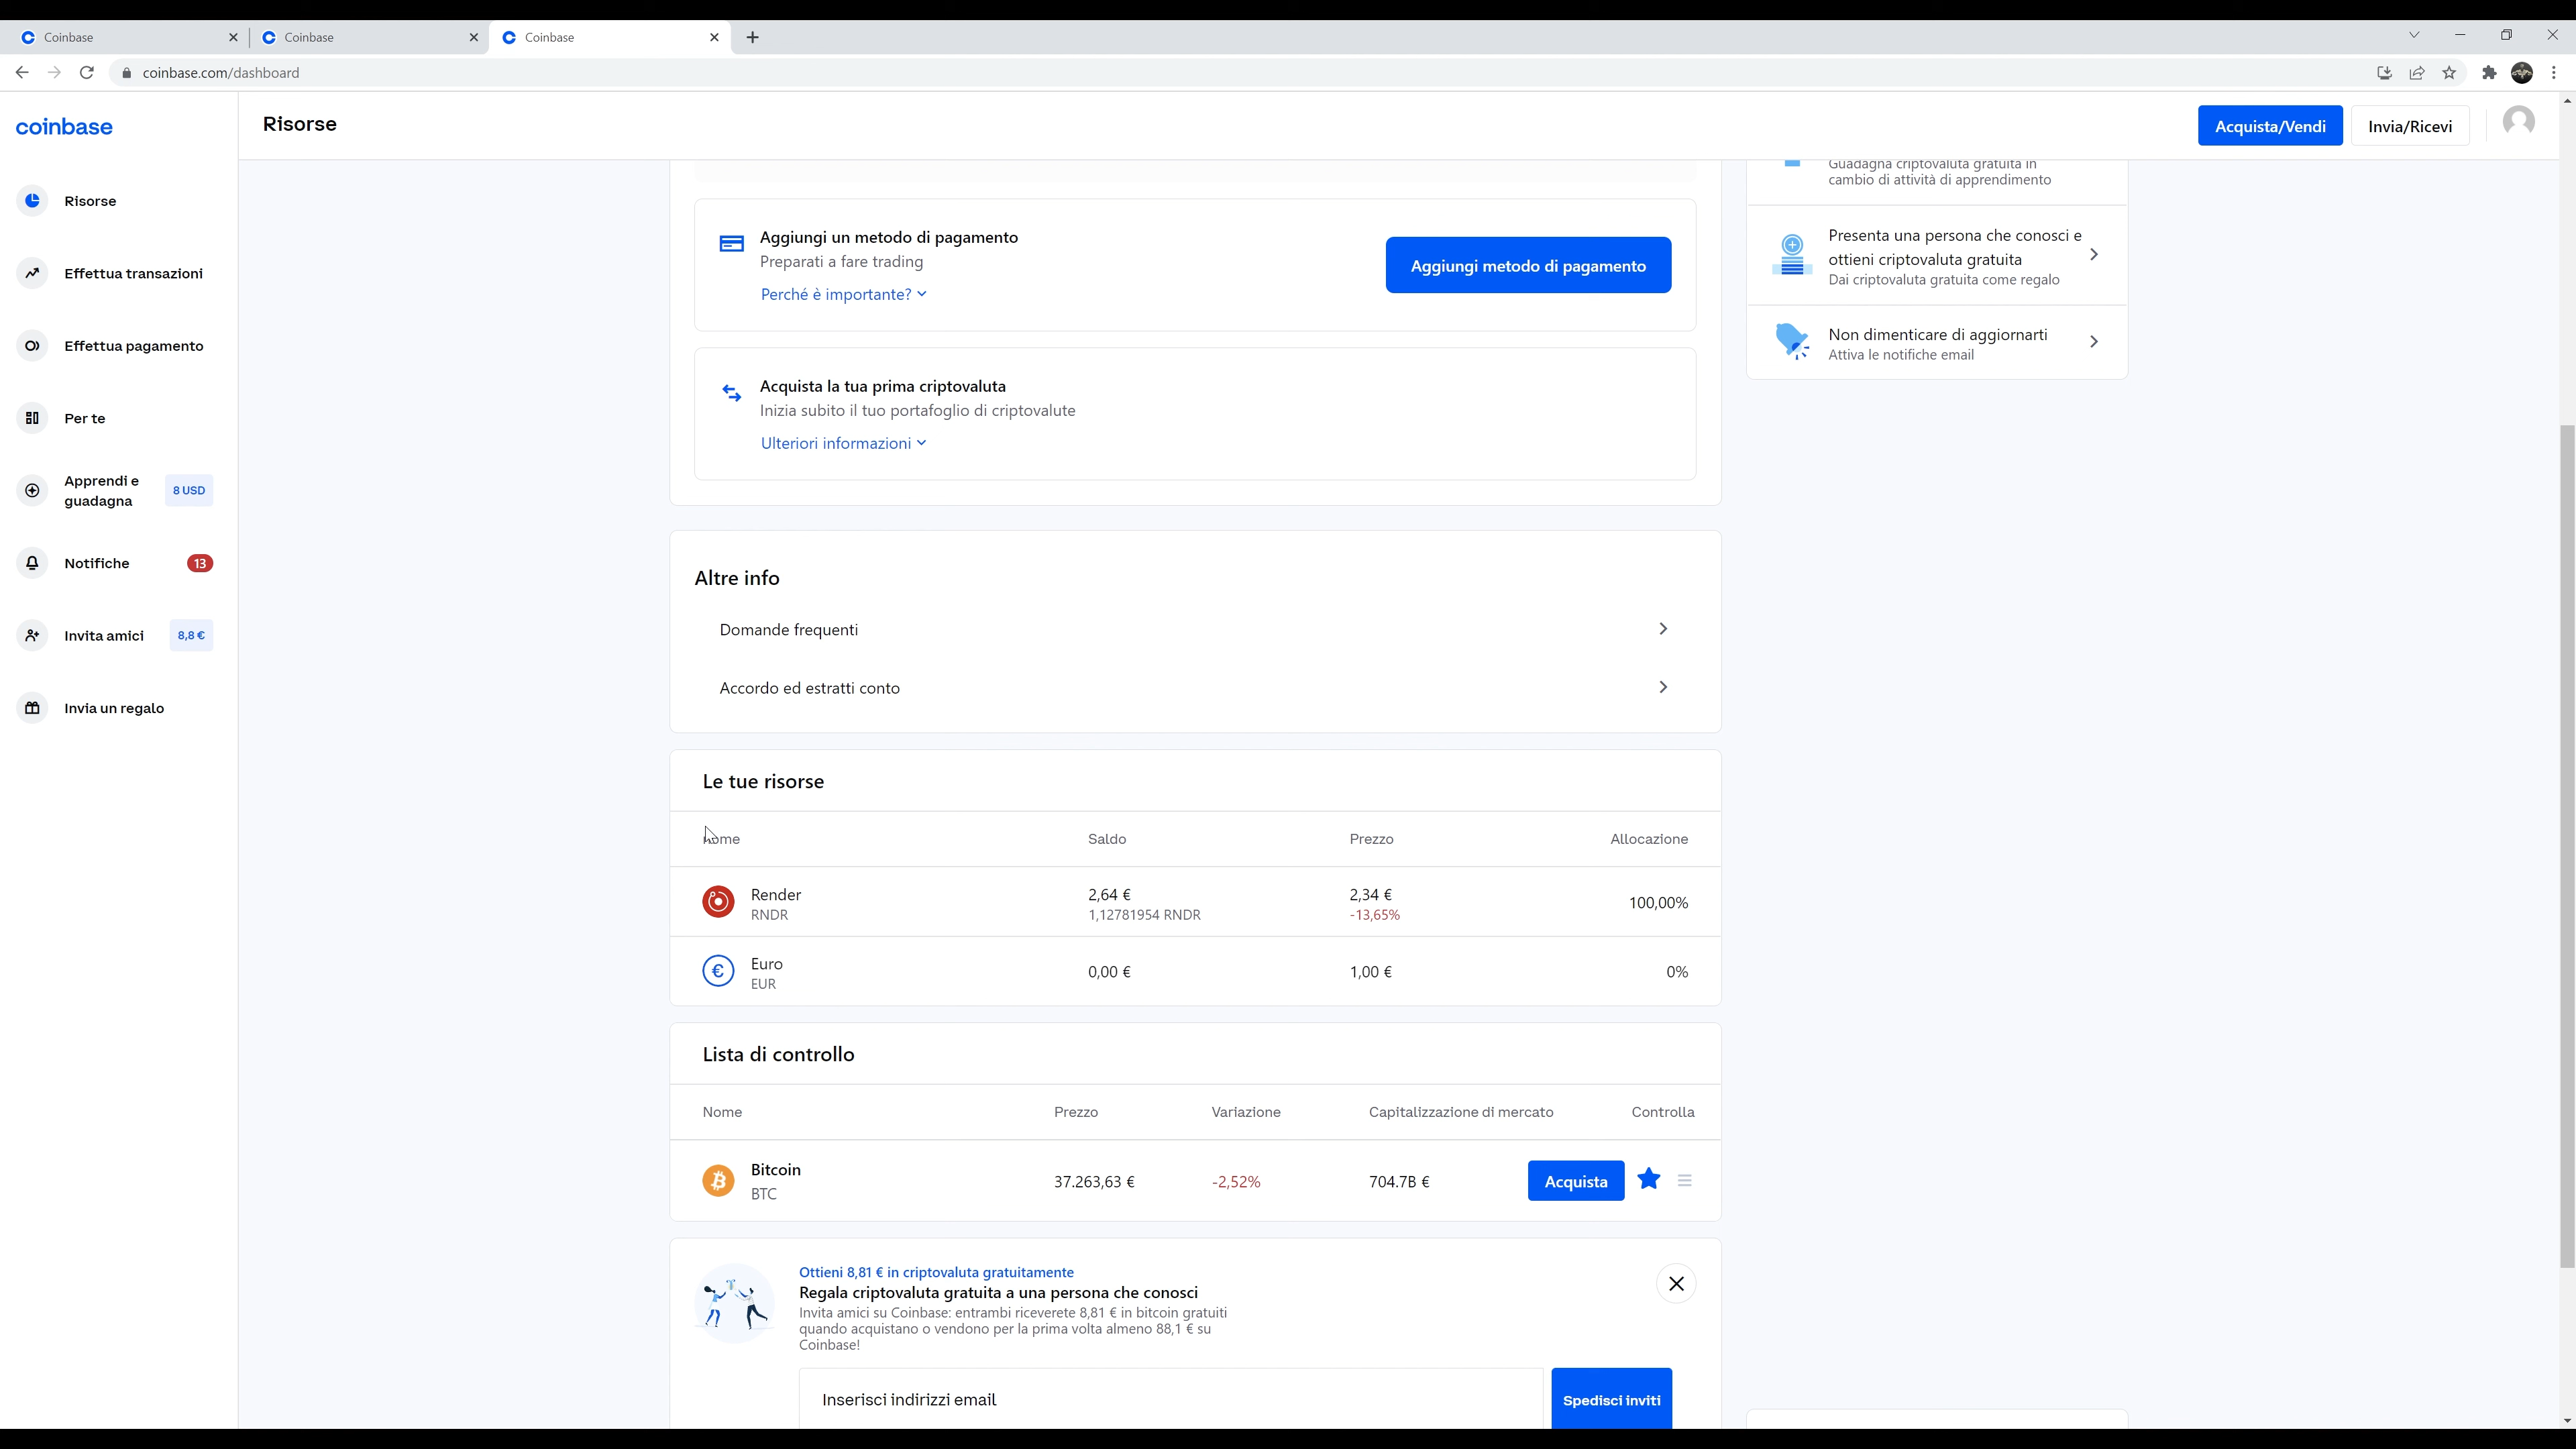 Coinbase
Coinbase
Coinbase
coinbase.com/dashboard
coinbase
Risorse
Acquista/Vendi
Invia/Ricevi
Risorse
Effettua transazioni
Effettua pagamento
Per te
Apprendi e
guadagna
8 USD
Notifiche
13
Invita amici
8,8 €
Invia un regalo
Aggiungi un metodo di pagamento
Preparati a fare trading
Perché è importante?
Aggiungi metodo di pagamento
Acquista la tua prima criptovaluta
Inizia subito il tuo portafoglio di criptovalute
Ulteriori informazioni
Guadagna criptovaluta gratuita in
cambio di attività di apprendimento
Presenta una persona che conosci e
ottieni criptovaluta gratuita
Dai criptovaluta gratuita come regalo
Non dimenticare di aggiornarti
Attiva le notifiche email
Altre info
Domande frequenti
Accordo ed estratti conto
Le tue risorse
Nome Saldo Prezzo Allocazione
Render 2,64 € 2,34 € 100,00%
RNDR 1,12781954 RNDR -13,65%
Euro 0,00 € 1,00 € 0%
EUR
Lista di controllo
Nome Prezzo Variazione Capitalizzazione di mercato Controlla
Bitcoin 37.263,63 € -2,52% 704.7B € Acquista
BTC
Ottieni 8,81 € in criptovaluta gratuitamente
Regala criptovaluta gratuita a una persona che conosci
Invita amici su Coinbase: entrambi riceverete 8,81 € in bitcoin gratuiti
quando acquistano o vendono per la prima volta almeno 88,1 € su
Coinbase!
Inserisci indirizzi email
Spedisci inviti